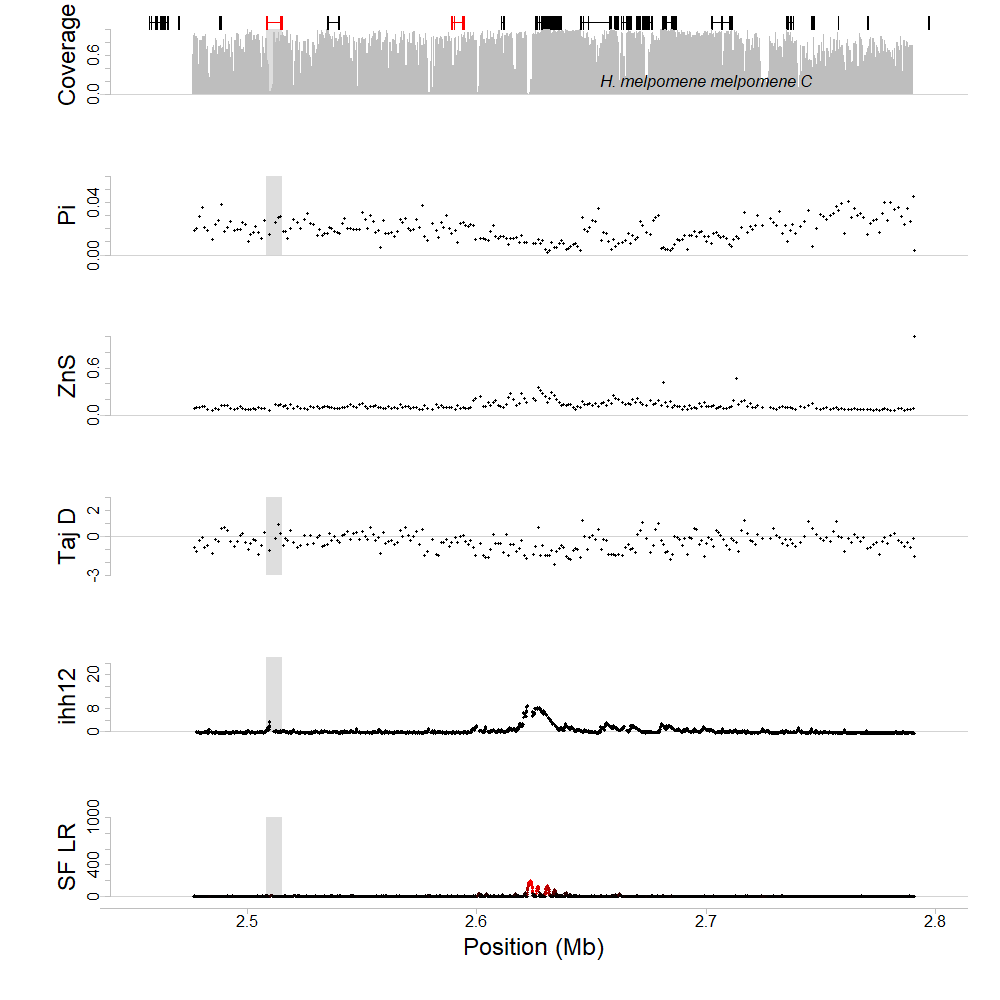 Coverage
0.0 0.6
H. melpomene melpomene C
Pi
0.00 0.04
ZnS
0.0 0.6
Taj D
-3 0 2
ihh12
0 8 20
SF LR
0 400 1000
2.5 2.6 2.7 2.8
Position (Mb)